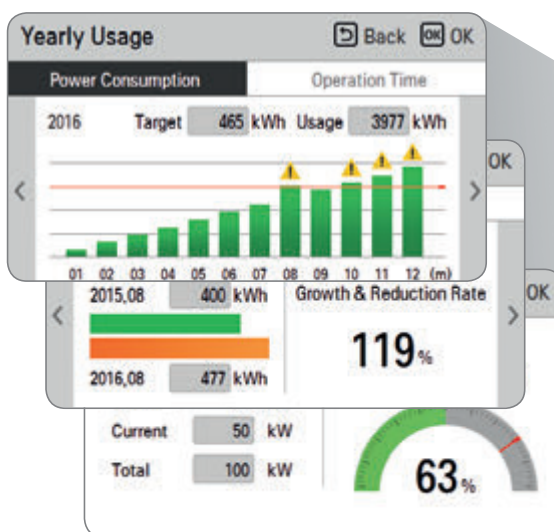 Yearly Usage Back OK OK
Power Consumption Operation Time
2016 Target 465 kWh Usage 3977 kWh
OK
01 02 03 04 05 06 07 08 09 10 11 12 (m)
2015,08 400 kWh Growth & Reduction Rate OK
119%
2016,08 477 kWh
Current 50 kW
Total 100 kW
63%